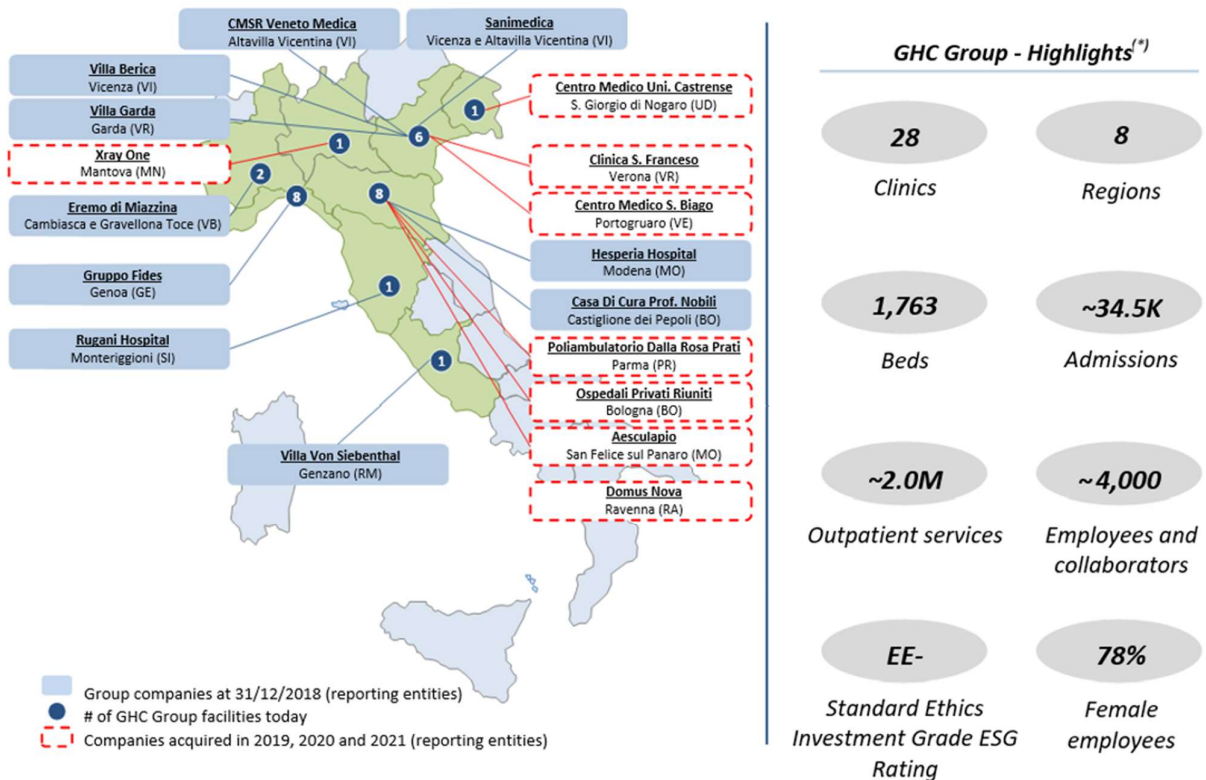 CMSR Veneto Medica
Altavilla Vicentina (VI)
Sanimedica
Vicenza e Altavilla Vicentina (VI)
Villa Berica
Vicenza (VI)
Villa Garda
Garda (VR)
Xray One
Mantova (MN)
Eremo di Miazzina
Cambiasca e Gravellona Toce (VB)
Gruppo Fides
Genoa (GE)
Rugani Hospital
Monteriggioni (SI)
Villa Von Siebenthal
Genzano (RM)
Centro Medico Uni. Castrense
S. Giorgio di Nogaro (UD)
Clinica S. Franceso
Verona (VR)
Centro Medico S. Biago
Portogruaro (VE)
Hesperia Hospital
Modena (MO)
Casa Di Cura Prof. Nobili
Castiglione dei Pepoli (BO)
Poliambulatorio Dalla Rosa Prati
Parma (PR)
Ospedali Privati Riuniti
Bologna (BO)
Aesculapio
San Felice sul Panaro (MO)
Domus Nova
Ravenna (RA)
1
6
1
2
8
8
1
1
Group companies at 31/12/2018 (reporting entities)
# of GHC Group facilities today
Companies acquired in 2019, 2020 and 2021 (reporting entities)
GHC Group - Highlights(*)
28
Clinics
8
Regions
1,763
Beds
~34.5K
Admissions
~2.0M
Outpatient services
~4,000
Employees and
collaborators
EE-
Standard Ethics
Investment Grade ESG
Rating
78%
Female
employees